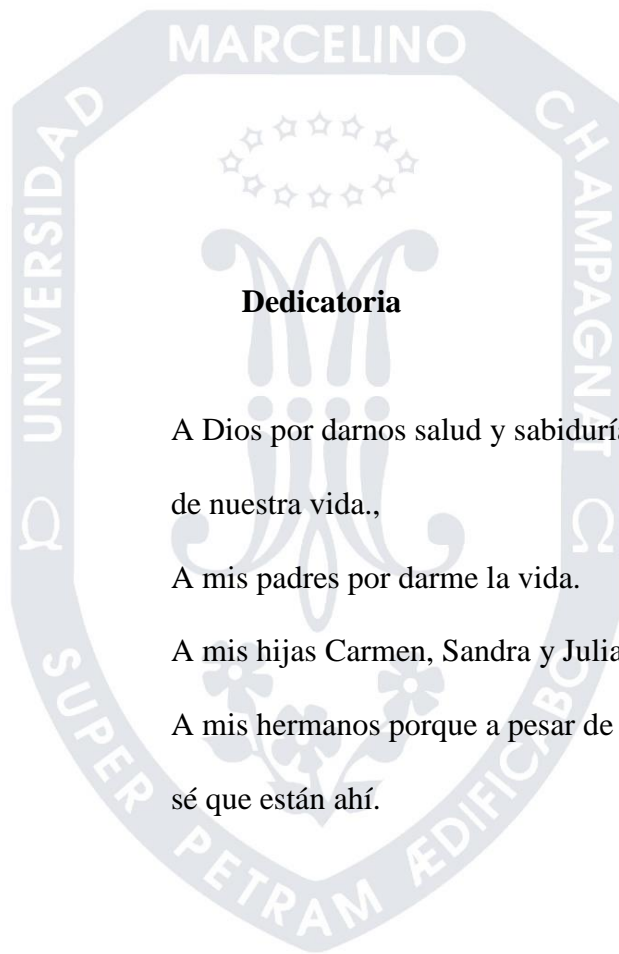 MARCELINO
UNIVERSIDAD
CHAMPAGNAT
Dedicatoria
A Dios por darnos salud y sabiduría
de nuestra vida.,
A mis padres por darme la vida.
A mis hijas Carmen, Sandra y Julia
A mis hermanos porque a pesar de
sé que están ahí.
SUPER PETRAM ÆDIFICABO